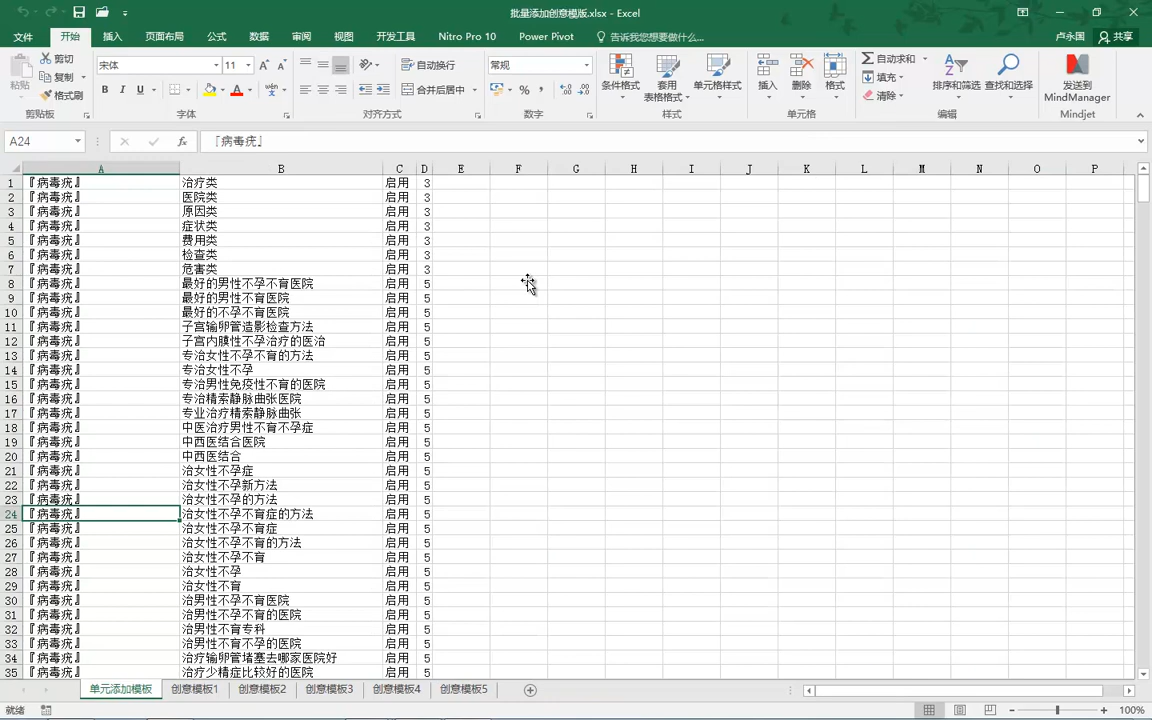 批量添加创意模版.xlsx - Excel
文件 开始 插入 页面布局 公式 数据 审阅 视图 开发工具 Nitro Pro 10 Power Pivot 告诉我您想要做什么... 卢永国 共享
粘贴 剪切 复制 格式刷 剪贴板
宋体 11 A A B I U A wén 字体
自动换行 合并后居中 对齐方式
常规 % , 数字
条件格式 套用表格格式 单元格样式 样式
插入 删除 格式 单元格
自动求和 填充 清除 排序和筛选 查找和选择 编辑
发送到 MindManager Mindjet
A24 fx 『病毒疣』
A B C D E F G H I J K L M N O P
1 『病毒疣』 治疗类 启用 3
2 『病毒疣』 医院类 启用 3
3 『病毒疣』 原因类 启用 3
4 『病毒疣』 症状类 启用 3
5 『病毒疣』 费用类 启用 3
6 『病毒疣』 检查类 启用 3
7 『病毒疣』 危害类 启用 3
8 『病毒疣』 最好的男性不孕不育医院 启用 5
9 『病毒疣』 最好的男性不育医院 启用 5
10 『病毒疣』 最好的不孕不育医院 启用 5
11 『病毒疣』 子宫输卵管造影检查方法 启用 5
12 『病毒疣』 子宫内膜性不孕治疗的医治 启用 5
13 『病毒疣』 专治女性不孕不育的方法 启用 5
14 『病毒疣』 专治女性不孕 启用 5
15 『病毒疣』 专治男性免疫性不育的医院 启用 5
16 『病毒疣』 专治精索静脉曲张医院 启用 5
17 『病毒疣』 专业治疗精索静脉曲张 启用 5
18 『病毒疣』 中医治疗男性不育不孕症 启用 5
19 『病毒疣』 中西医结合医院 启用 5
20 『病毒疣』 中西医结合 启用 5
21 『病毒疣』 治女性不孕症 启用 5
22 『病毒疣』 治女性不孕新方法 启用 5
23 『病毒疣』 治女性不孕的方法 启用 5
24 『病毒疣』 治女性不孕不育症的方法 启用 5
25 『病毒疣』 治女性不孕不育症 启用 5
26 『病毒疣』 治女性不孕不育的方法 启用 5
27 『病毒疣』 治女性不孕不育 启用 5
28 『病毒疣』 治女性不孕 启用 5
29 『病毒疣』 治女性不育 启用 5
30 『病毒疣』 治男性不孕不育医院 启用 5
31 『病毒疣』 治男性不孕不育的医院 启用 5
32 『病毒疣』 治男性不育专科 启用 5
33 『病毒疣』 治男性不育不孕的医院 启用 5
34 『病毒疣』 治疗输卵管堵塞去哪家医院好 启用 5
35 『病毒疣』 治疗少精症比较好的医院 启用 5
单元添加模板 创意模板1 创意模板2 创意模板3 创意模板4 创意模板5
就绪 100%